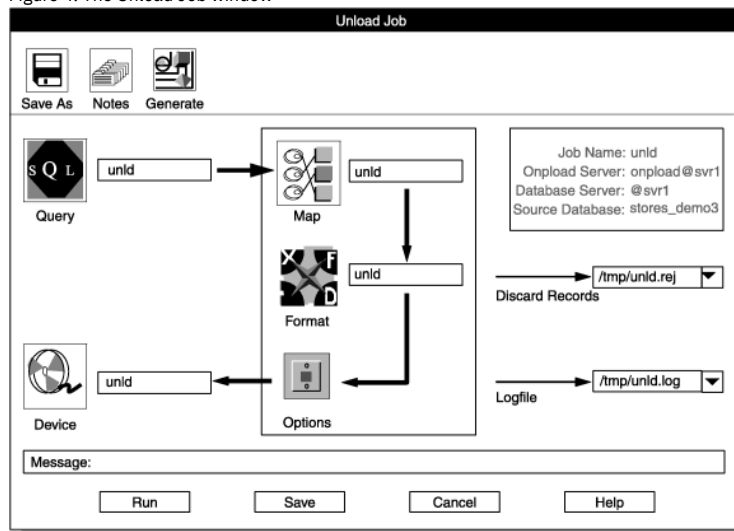 Unload Job
Save As Notes Generate
SQL
unld
unld
Job Name: unld
Onpload Server: onpload@svr1
Database Server: @svr1
Source Database: stores_demo3
Query
Map
X F D
unld
/tmp/unld.rej
Discard Records
Format
unld
/tmp/unld.log
Logfile
Device
Options
Message:
Run Save Cancel Help